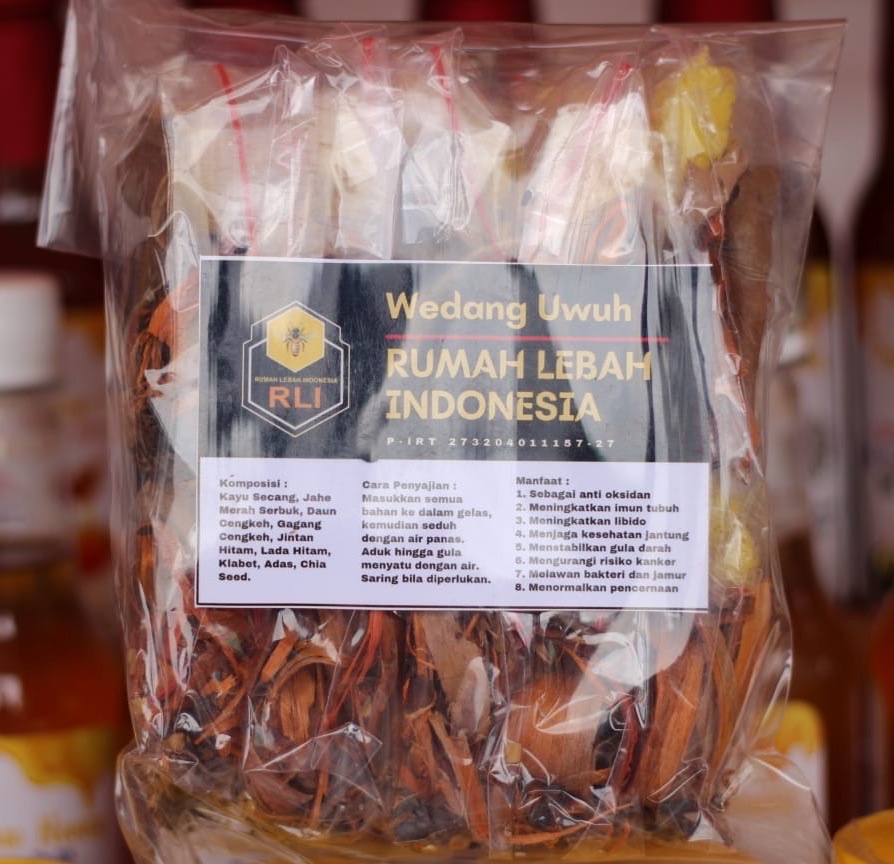 Wedang Uwuh
RUMAH LEBAH
INDONESIA
P-IRT 273204011157-27
RUMAH LEBAH INDONESIA
RLI
Komposisi :
Kayu Secang, Jahe
Merah Serbuk, Daun
Cengkeh, Gagang
Cengkeh, Jintan
Hitam, Lada Hitam,
Klabet, Adas, Chia
Seed.
Cara Penyajian :
Masukkan semua
bahan ke dalam gelas,
kemudian seduh
dengan air panas.
Aduk hingga gula
menyatu dengan air.
Saring bila diperlukan.
Manfaat :
1. Sebagai anti oksidan
2. Meningkatkan imun tubuh
3. Meningkatkan libido
4. Menjaga kesehatan jantung
5. Menstabilkan gula darah
6. Mengurangi risiko kanker
7. Melawan bakteri dan jamur
8. Menormalkan pencernaan